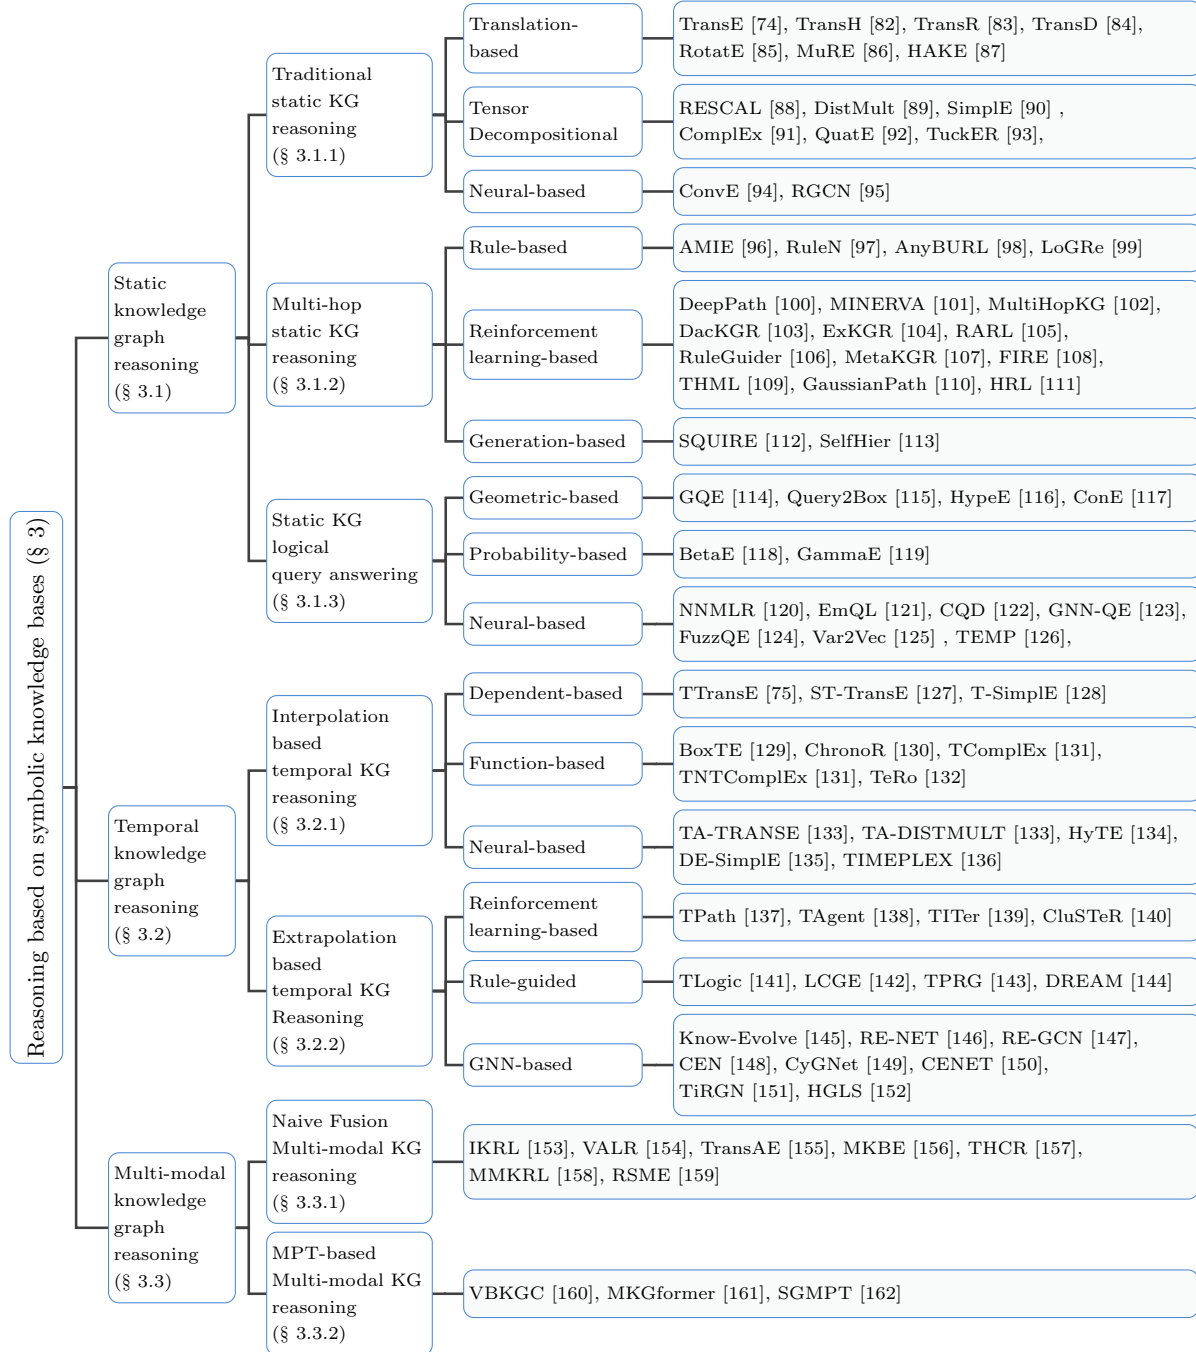 Reasoning based on symbolic knowledge bases (§ 3)
Static
knowledge
graph
reasoning
(§ 3.1)
Traditional
static KG
reasoning
(§ 3.1.1)
Translation-
based
TransE [74], TransH [82], TransR [83], TransD [84],
RotatE [85], MuRE [86], HAKE [87]
Tensor
Decompositional
RESCAL [88], DistMult [89], SimplE [90] ,
ComplEx [91], QuatE [92], TuckER [93],
Neural-based
ConvE [94], RGCN [95]
Multi-hop
static KG
reasoning
(§ 3.1.2)
Rule-based
AMIE [96], RuleN [97], AnyBURL [98], LoGRe [99]
Reinforcement
learning-based
DeepPath [100], MINERVA [101], MultiHopKG [102],
DacKGR [103], ExKGR [104], RARL [105],
RuleGuider [106], MetaKGR [107], FIRE [108],
THML [109], GaussianPath [110], HRL [111]
Generation-based
SQUIRE [112], SelfHier [113]
Static KG
logical
query answering
(§ 3.1.3)
Geometric-based
GQE [114], Query2Box [115], HypeE [116], ConE [117]
Probability-based
BetaE [118], GammaE [119]
Neural-based
NNMLR [120], EmQL [121], CQD [122], GNN-QE [123],
FuzzQE [124], Var2Vec [125] , TEMP [126],
Temporal
knowledge
graph
reasoning
(§ 3.2)
Interpolation
based
temporal KG
reasoning
(§ 3.2.1)
Dependent-based
TTransE [75], ST-TransE [127], T-SimplE [128]
Function-based
BoxTE [129], ChronoR [130], TComplEx [131],
TNTComplEx [131], TeRo [132]
Neural-based
TA-TRANSE [133], TA-DISTMULT [133], HyTE [134],
DE-SimplE [135], TIMEPLEX [136]
Extrapolation
based
temporal KG
Reasoning
(§ 3.2.2)
Reinforcement
learning-based
TPath [137], TAgent [138], TITer [139], CluSTeR [140]
Rule-guided
TLogic [141], LCGE [142], TPRG [143], DREAM [144]
GNN-based
Know-Evolve [145], RE-NET [146], RE-GCN [147],
CEN [148], CyGNet [149], CENET [150],
TiRGN [151], HGLS [152]
Multi-modal
knowledge
graph
reasoning
(§ 3.3)
Naive Fusion
Multi-modal KG
reasoning
(§ 3.3.1)
IKRL [153], VALR [154], TransAE [155], MKBE [156], THCR [157],
MMKRL [158], RSME [159]
MPT-based
Multi-modal KG
reasoning
(§ 3.3.2)
VBKGC [160], MKGformer [161], SGMPT [162]